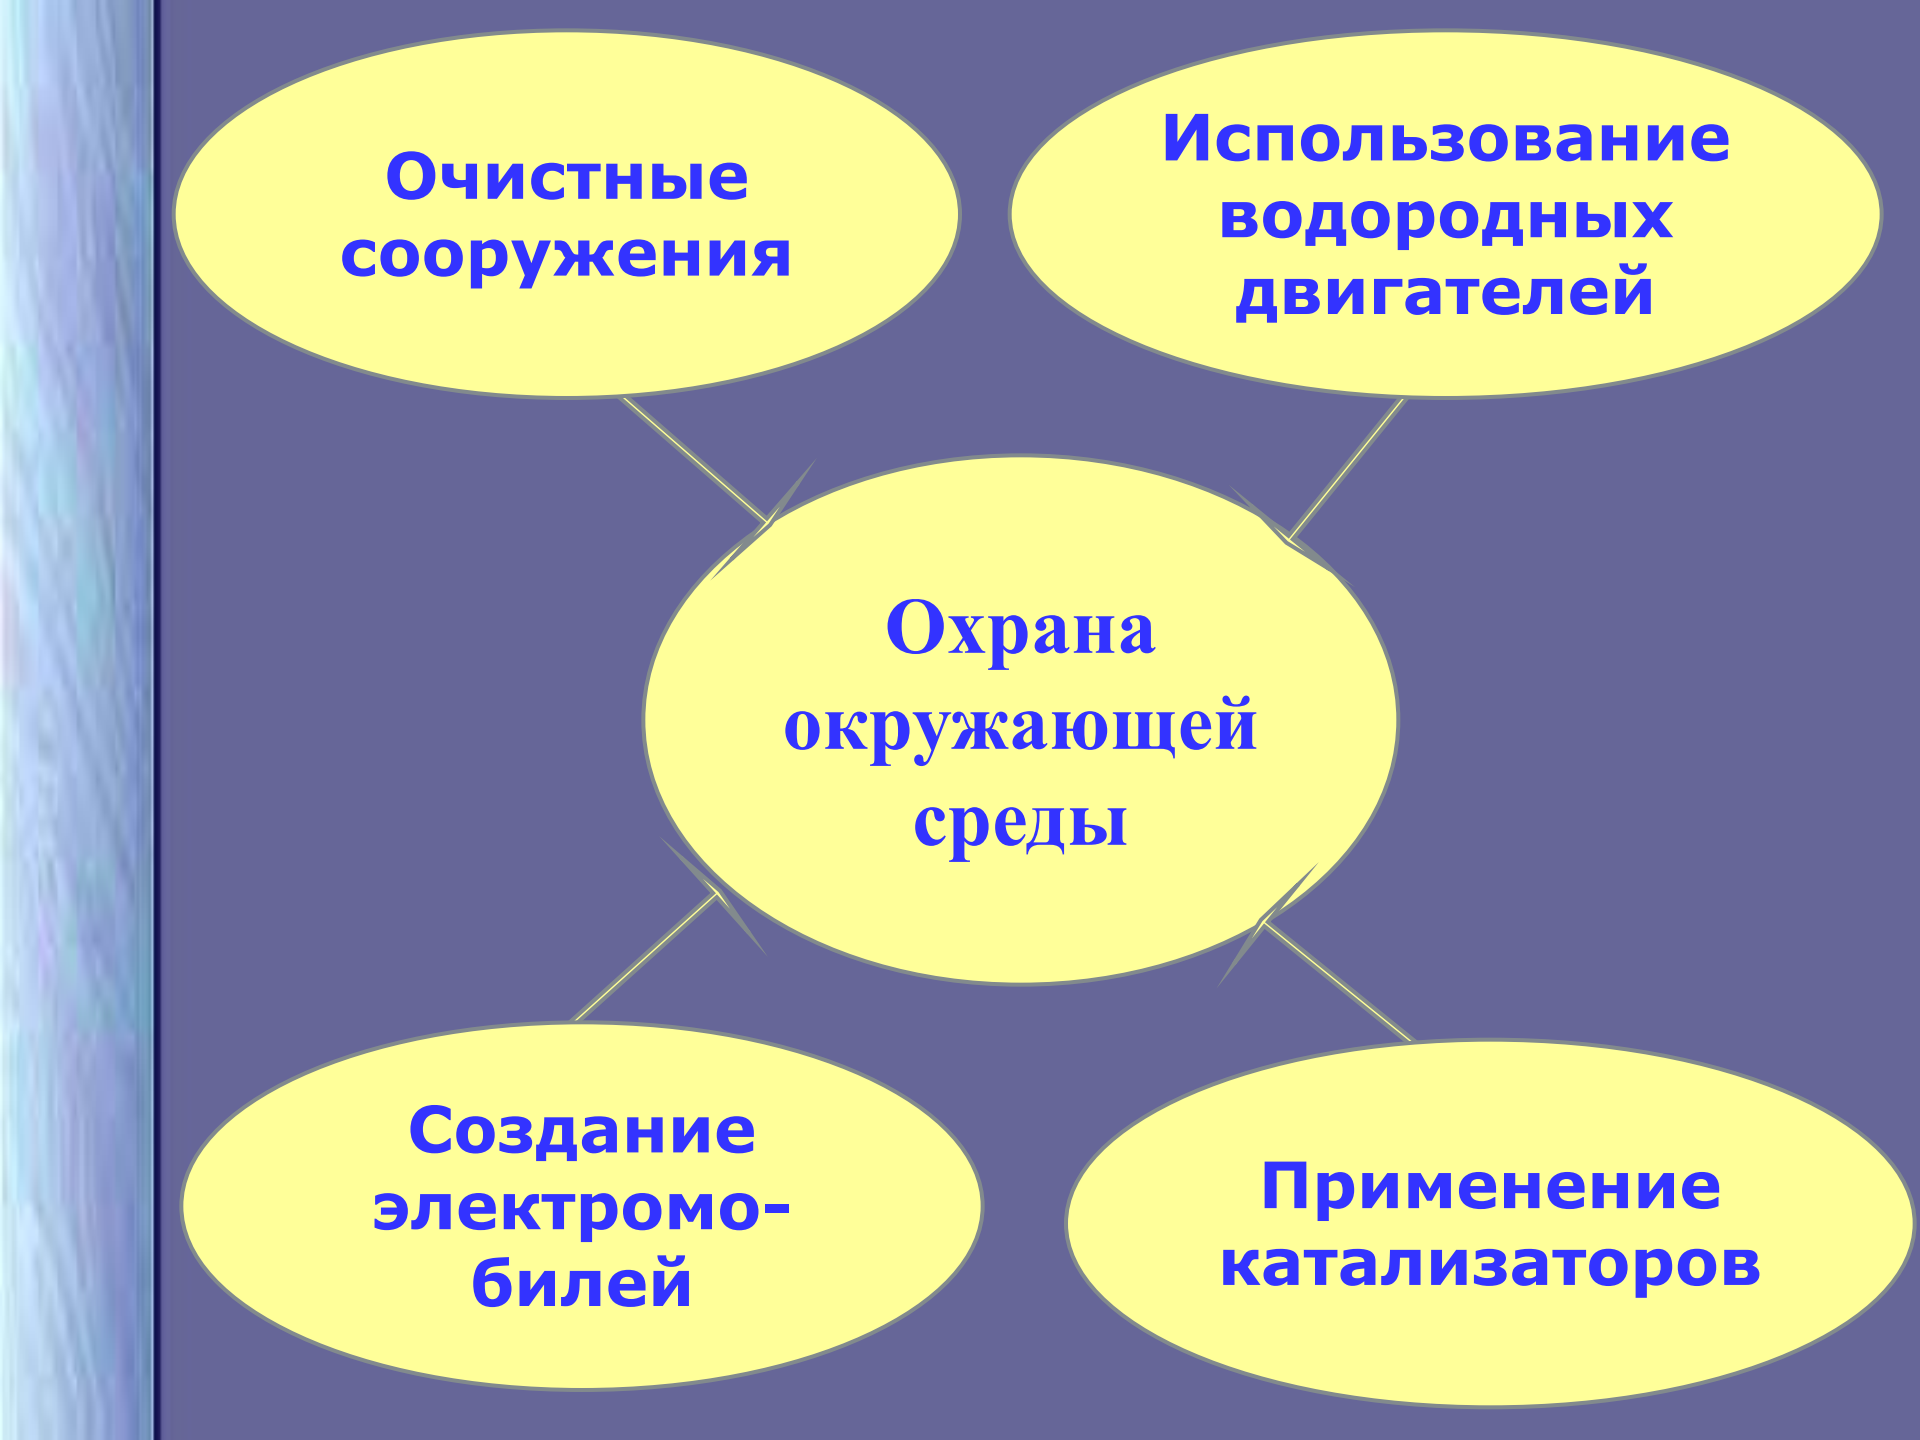 Очистные
сооружения
Использование
водородных
двигателей
Охрана
окружающей
среды
Создание
электромо-
билей
Применение
катализаторов